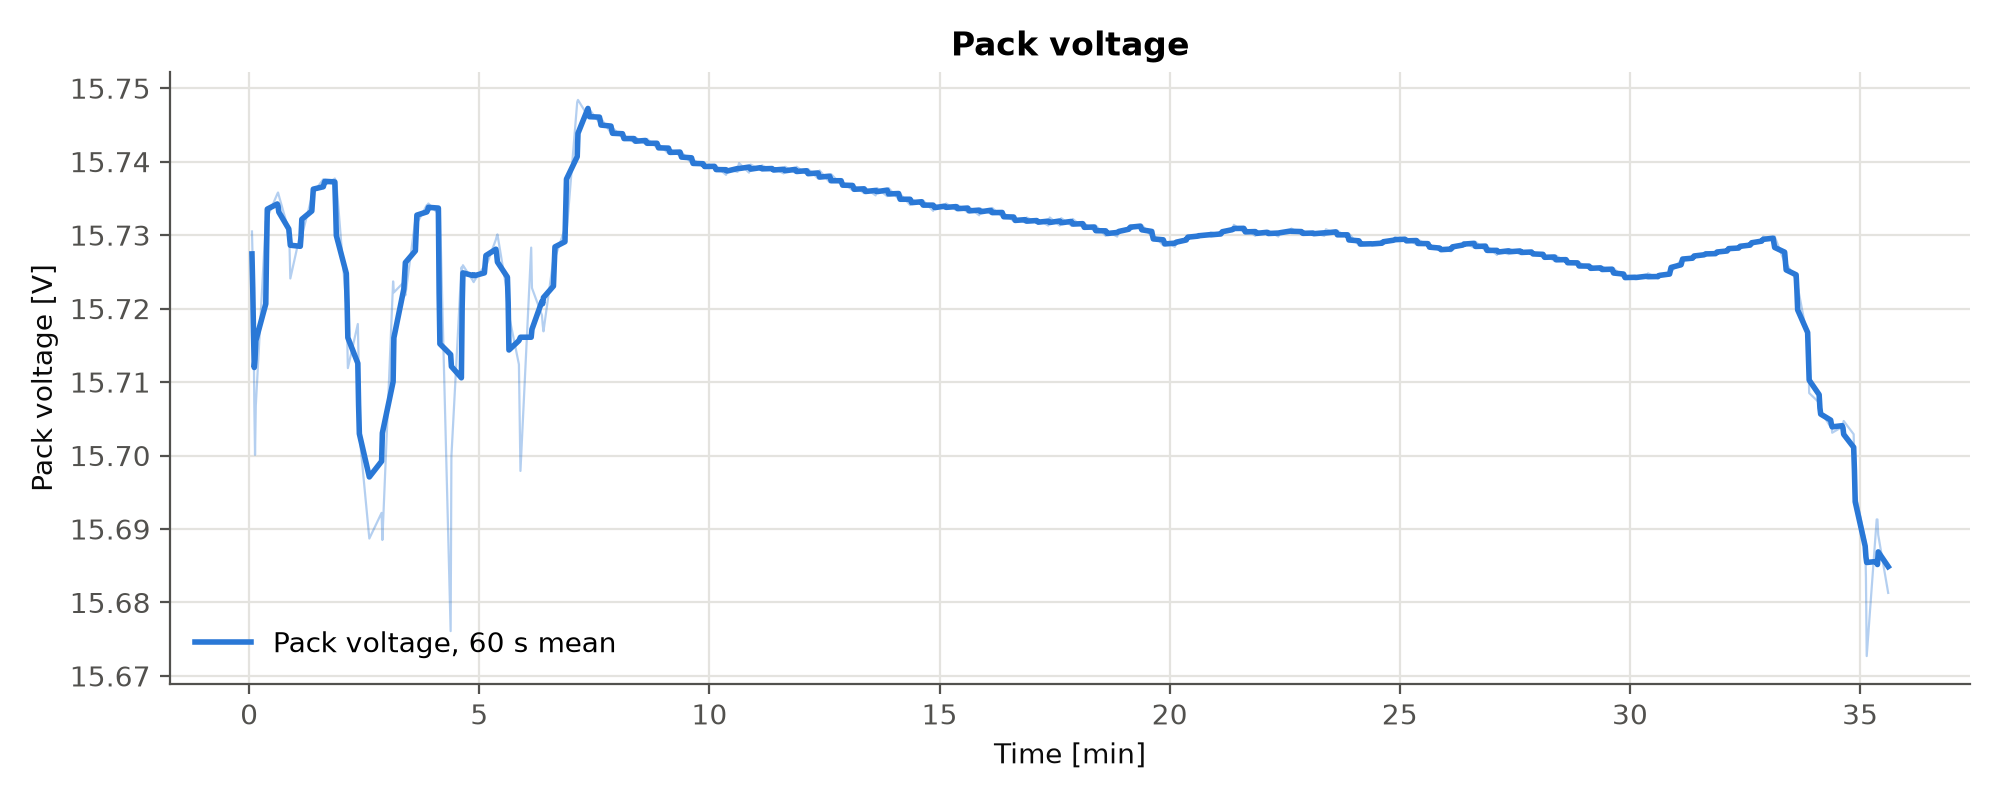 Pack voltage
Pack voltage [V]
15.75
15.74
15.73
15.72
15.71
15.70
15.69
15.68
15.67
Pack voltage, 60 s mean
0 5 10 15 20 25 30 35
Time [min]